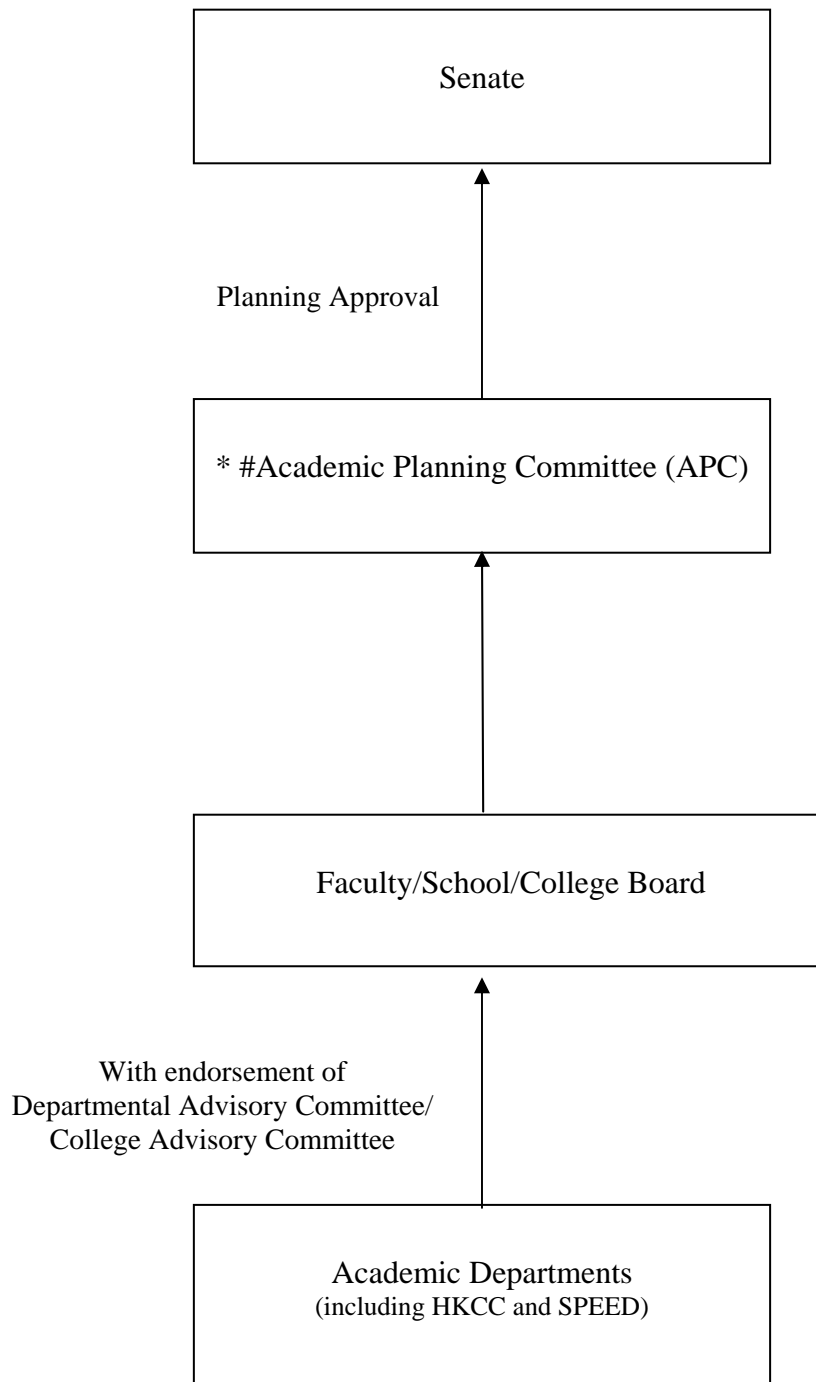 Senate
Planning Approval
* #Academic Planning Committee (APC)
Faculty/School/College Board
With endorsement of
Departmental Advisory Committee/
College Advisory Committee
Academic Departments
(including HKCC and SPEED)